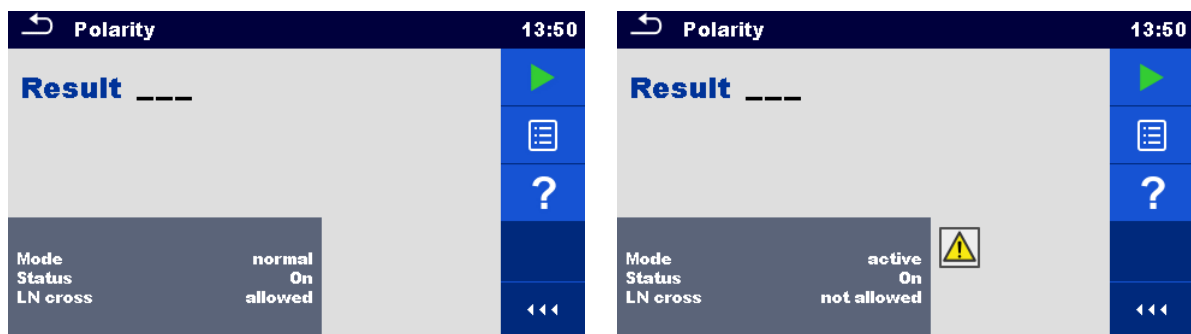 Polarity 13:50
Result ___
?
Mode normal
Status On
LN cross allowed
Polarity 13:50
Result ___
?
Mode active
Status On
LN cross not allowed